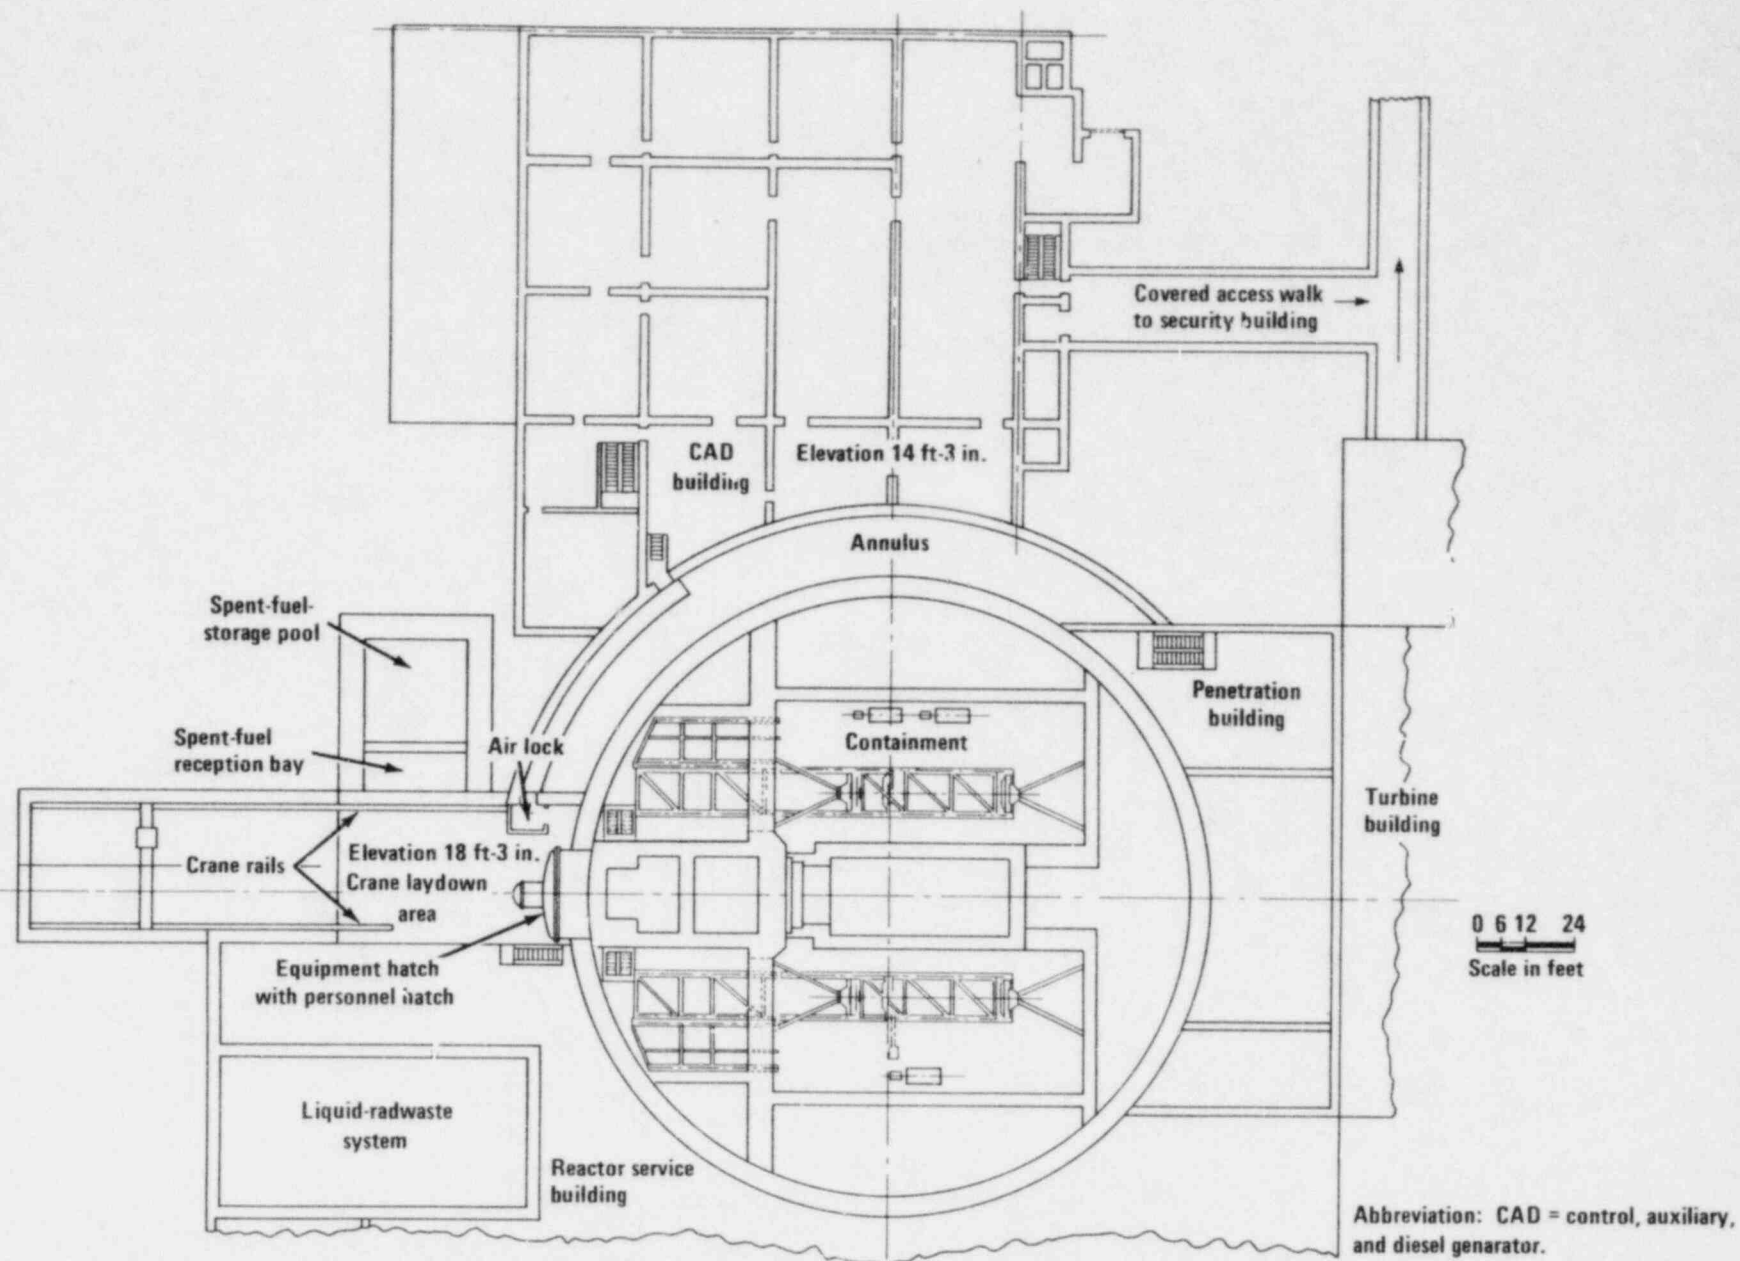 Covered access walk
to security building
CAD
building
Elevation 14 ft-3 in.
Annulus
Spent-fuel-
storage pool
Penetration
building
Spent-fuel
reception bay
Air lock
Containment
Turbine
building
Crane rails
Elevation 18 ft-3 in.
Crane laydown
area
0 6 12 24
Scale in feet
Equipment hatch
with personnel hatch
Liquid-radwaste
system
Reactor service
building
Abbreviation: CAD = control, auxiliary,
and diesel genarator.